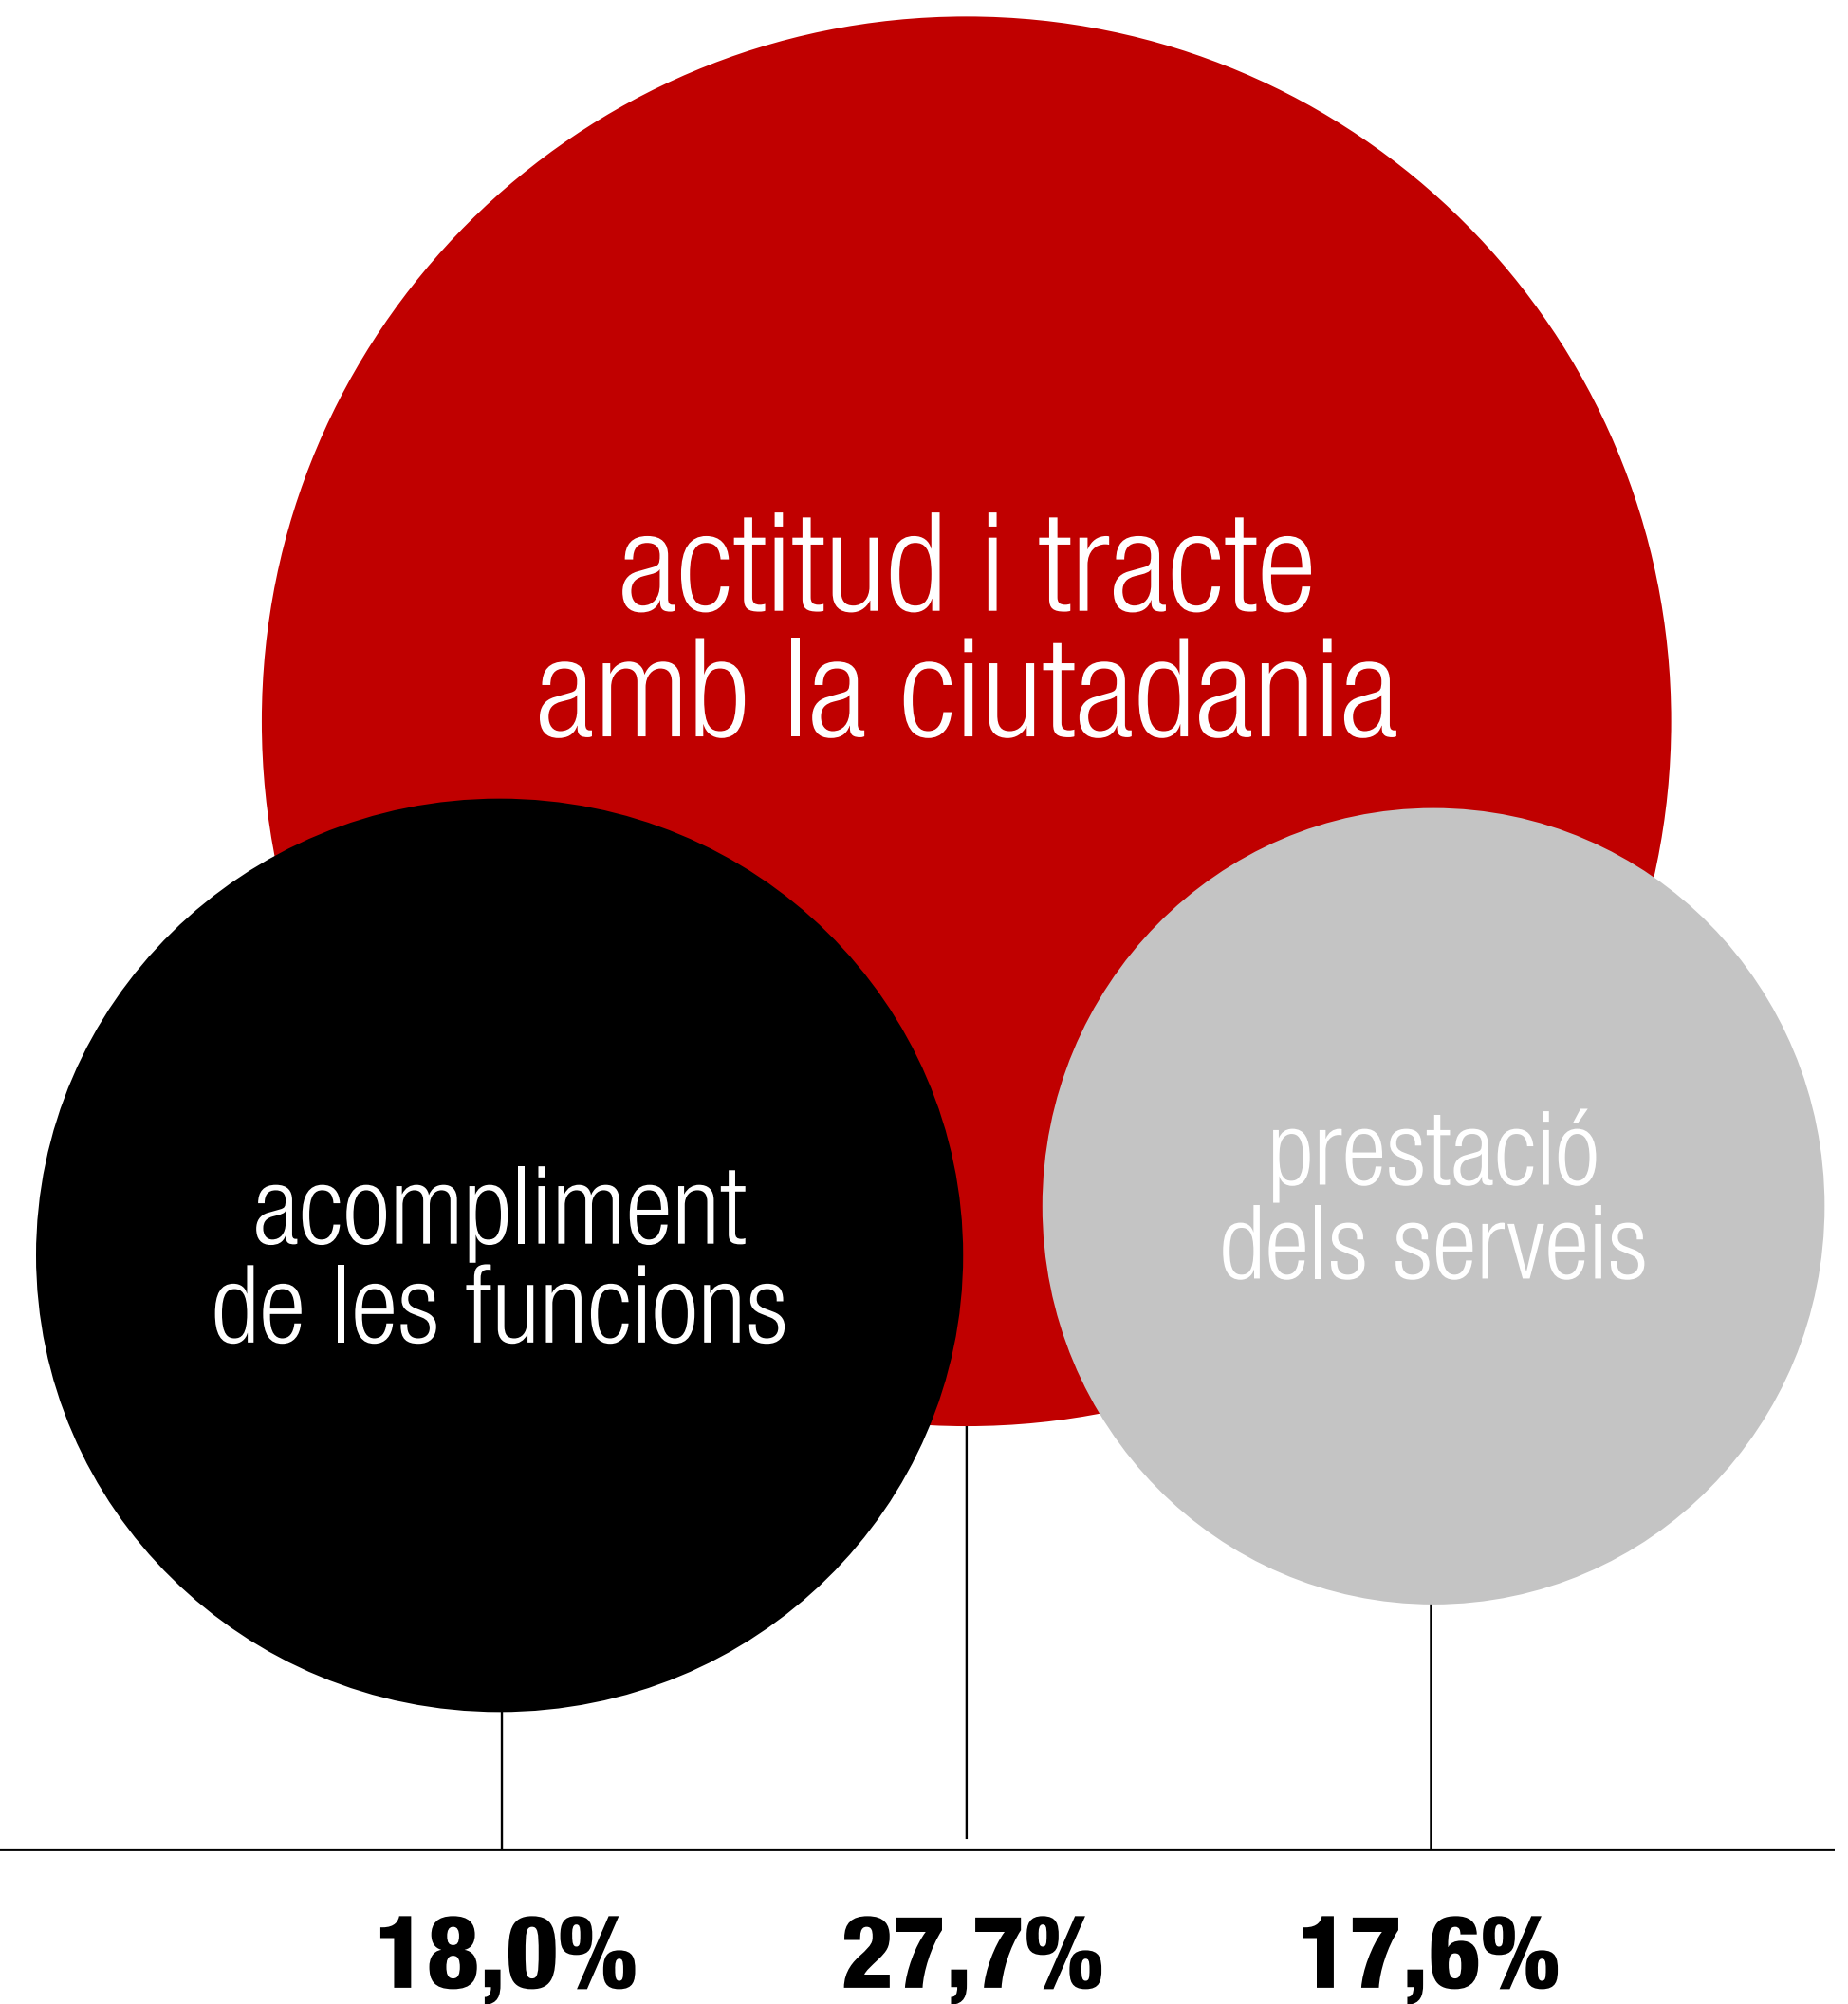 actitud i tracte
amb la ciutadania
acompliment
de les funcions
prestació
dels serveis
18,0% 27,7% 17,6%